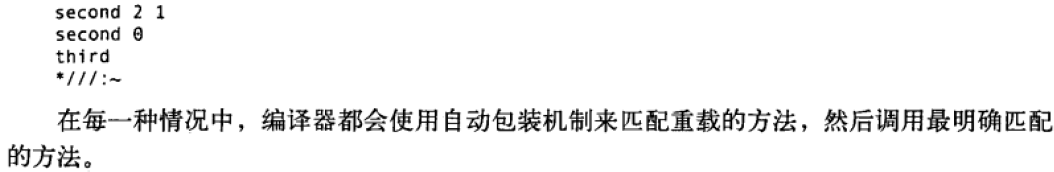 second 2 1
second 0
third
*///:~
在每一种情况中，编译器都会使用自动包装机制来匹配重载的方法，然后调用最明确匹配
的方法。